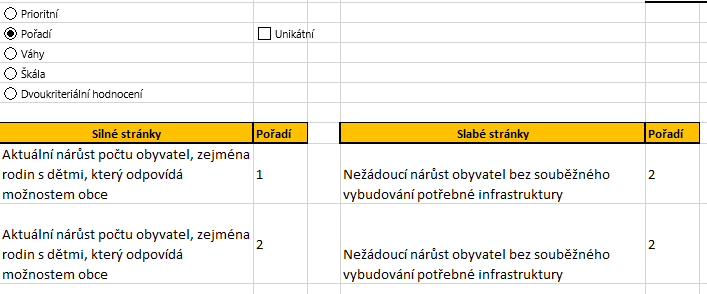 Prioritní
Pořadí
Unikátní
Váhy
Škála
Dvoukriteriální hodnocení
Silné stránky
Pořadí
Slabé stránky
Pořadí
Aktuální nárůst počtu obyvatel, zejména
rodin s dětmi, který odpovídá
možnostem obce
1
Nežádoucí nárůst obyvatel bez souběžného
vybudování potřebné infrastruktury
2
Aktuální nárůst počtu obyvatel, zejména
rodin s dětmi, který odpovídá
možnostem obce
2
Nežádoucí nárůst obyvatel bez souběžného
vybudování potřebné infrastruktury
2